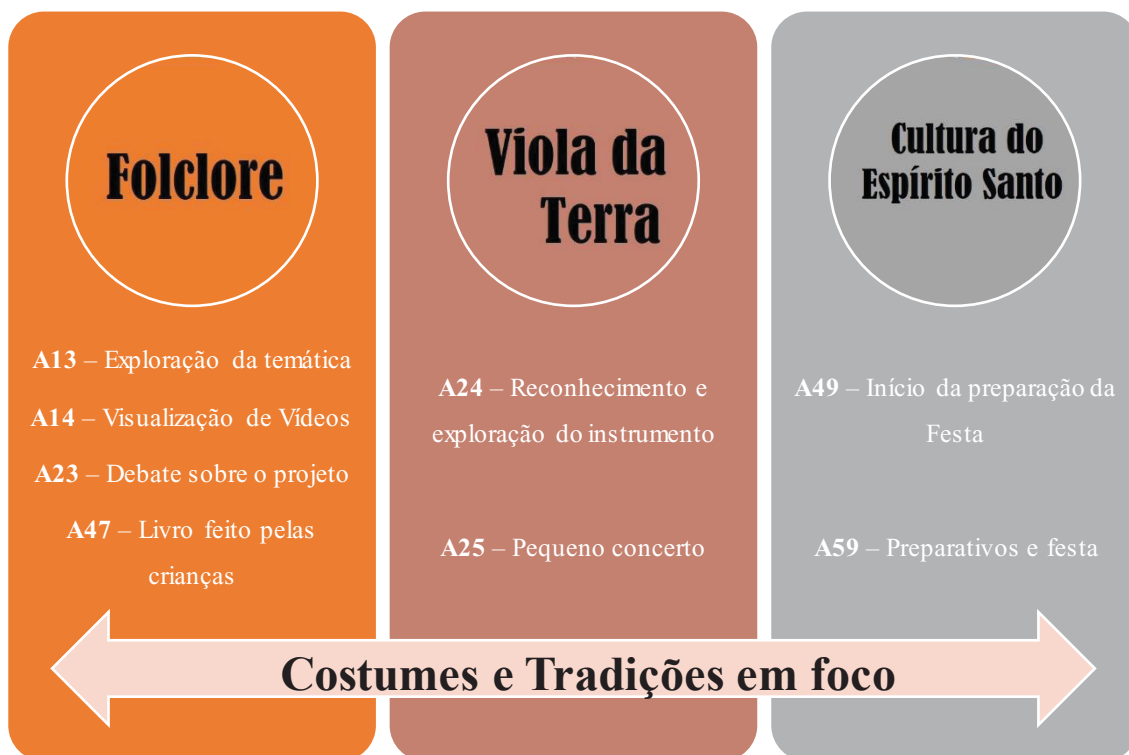 Folclore
A13 – Exploração da temática
A14 – Visualização de Vídeos
A23 – Debate sobre o projeto
A47 – Livro feito pelas
crianças
Viola da
Terra
A24 – Reconhecimento e
exploração do instrumento
A25 – Pequeno concerto
Cultura do
Espírito Santo
A49 – Início da preparação da
Festa
A59 – Preparativos e festa
Costumes e Tradições em foco